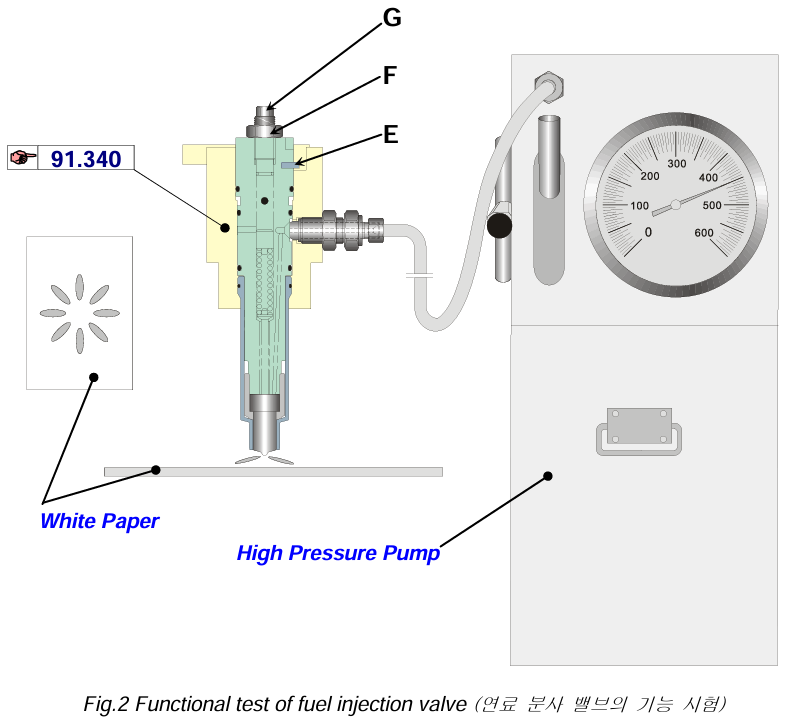 G
F
E
91.340
0
100
200
300
400
500
600
White Paper
High Pressure Pump
Fig.2 Functional test of fuel injection valve (연료 분사 밸브의 기능 시험)